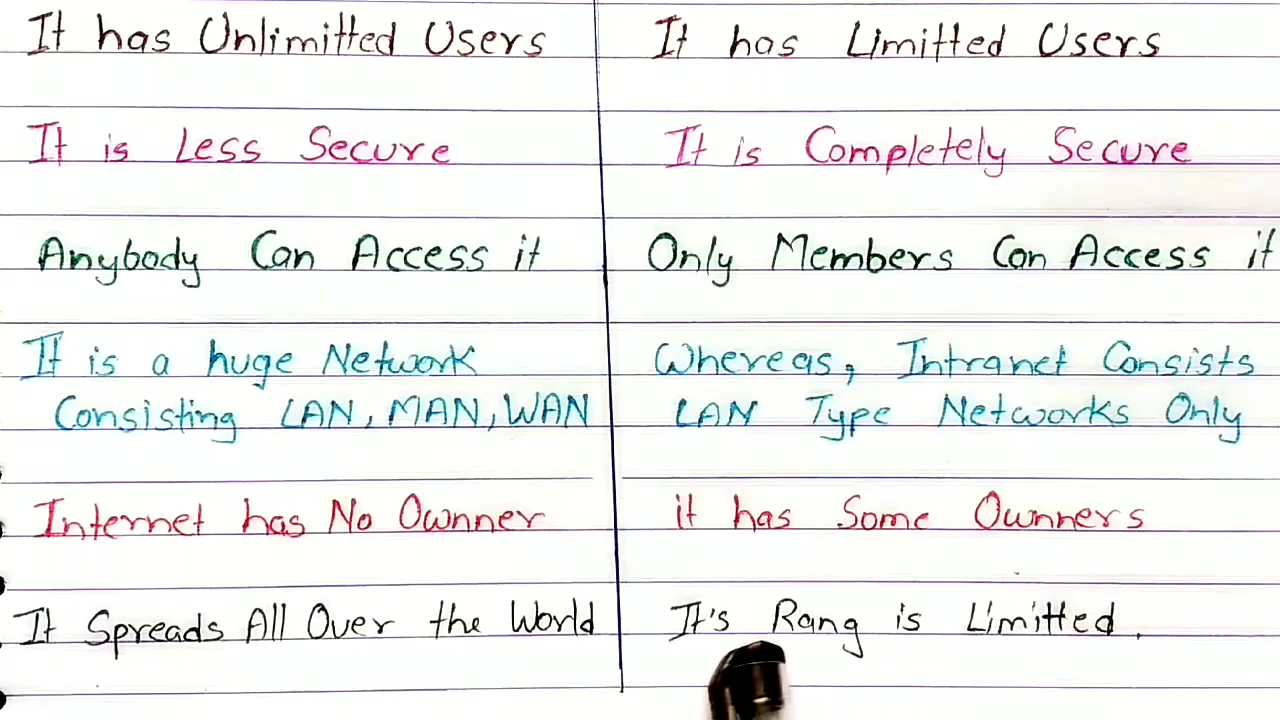 It has Unlimitted Users
It has Limitted Users
It is Less Secure
It is Completely Secure
Anybody Can Access it
Only Members Can Access it
It is a huge Network
Consisting LAN, MAN, WAN
Whereas, Intranet Consists
LAN Type Networks Only
Internet has No Ownner
it has Some Ownners
It Spreads All Over the World
It's Rang is Limitted.